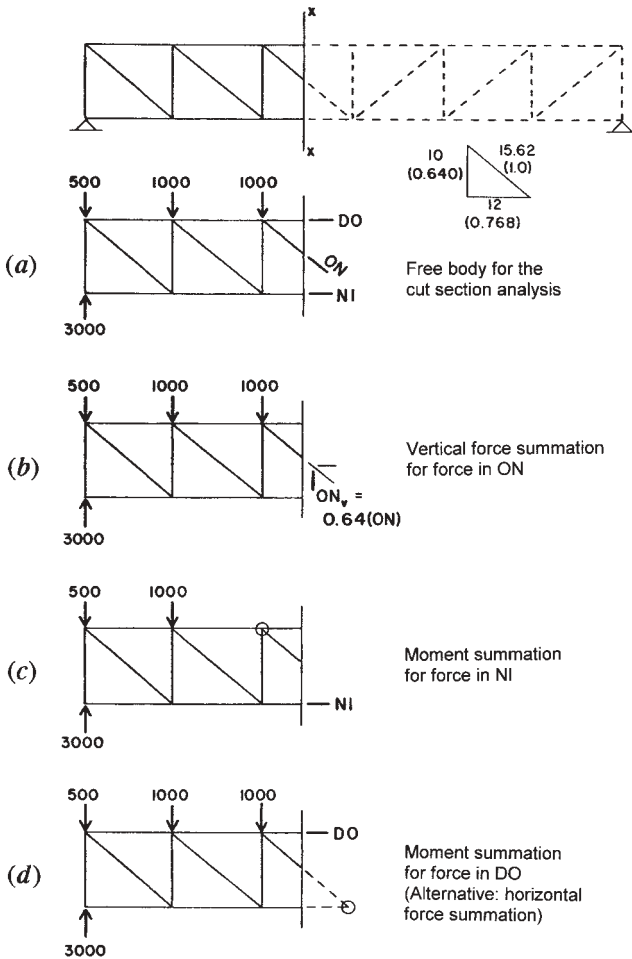 x
x
10
(0.640)
15.62
(1.0)
12
(0.768)
500 1000 1000
DO
(a)
ON
NI
Free body for the
cut section analysis
3000
500 1000 1000
(b)
Vertical force summation
for force in ON
ONv =
0.64(ON)
3000
500 1000
(c)
Moment summation
for force in NI
NI
3000
500 1000 1000
DO
(d)
Moment summation
for force in DO
(Alternative: horizontal
force summation)
3000